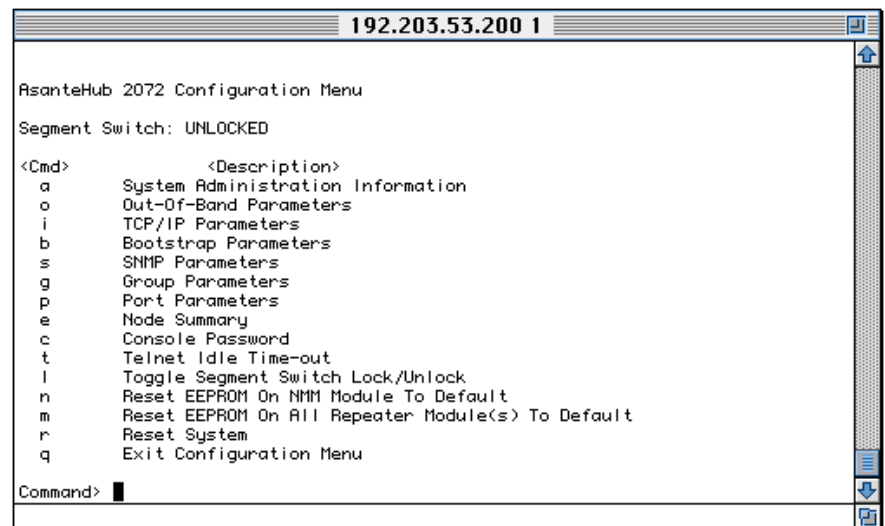 192.203.53.200 1
AsanteHub 2072 Configuration Menu
Segment Switch: UNLOCKED
<Cmd> <Description>
a System Administration Information
o Out-Of-Band Parameters
i TCP/IP Parameters
b Bootstrap Parameters
s SNMP Parameters
g Group Parameters
p Port Parameters
e Node Summary
c Console Password
t Telnet Idle Time-out
l Toggle Segment Switch Lock/Unlock
n Reset EEPROM On NMM Module To Default
m Reset EEPROM On All Repeater Module(s) To Default
r Reset System
q Exit Configuration Menu
Command>